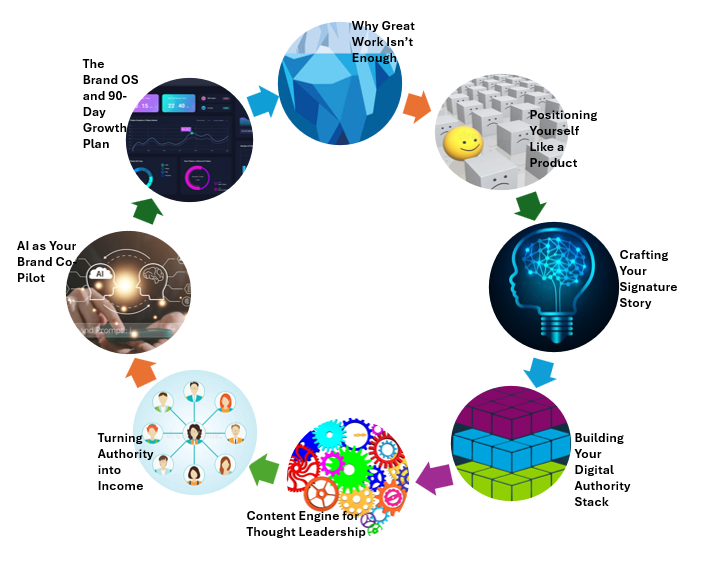 Why Great
Work Isn't
Enough
Positioning
Yourself
Like a
Product
Crafting
Your
Signature
Story
Building
Your
Digital
Authority
Stack
Content Engine for
Thought Leadership
Turning
Authority
into
Income
AI as Your
Brand Co-
Pilot
AI
The
Brand OS
and 90-
Day
Growth
Plan